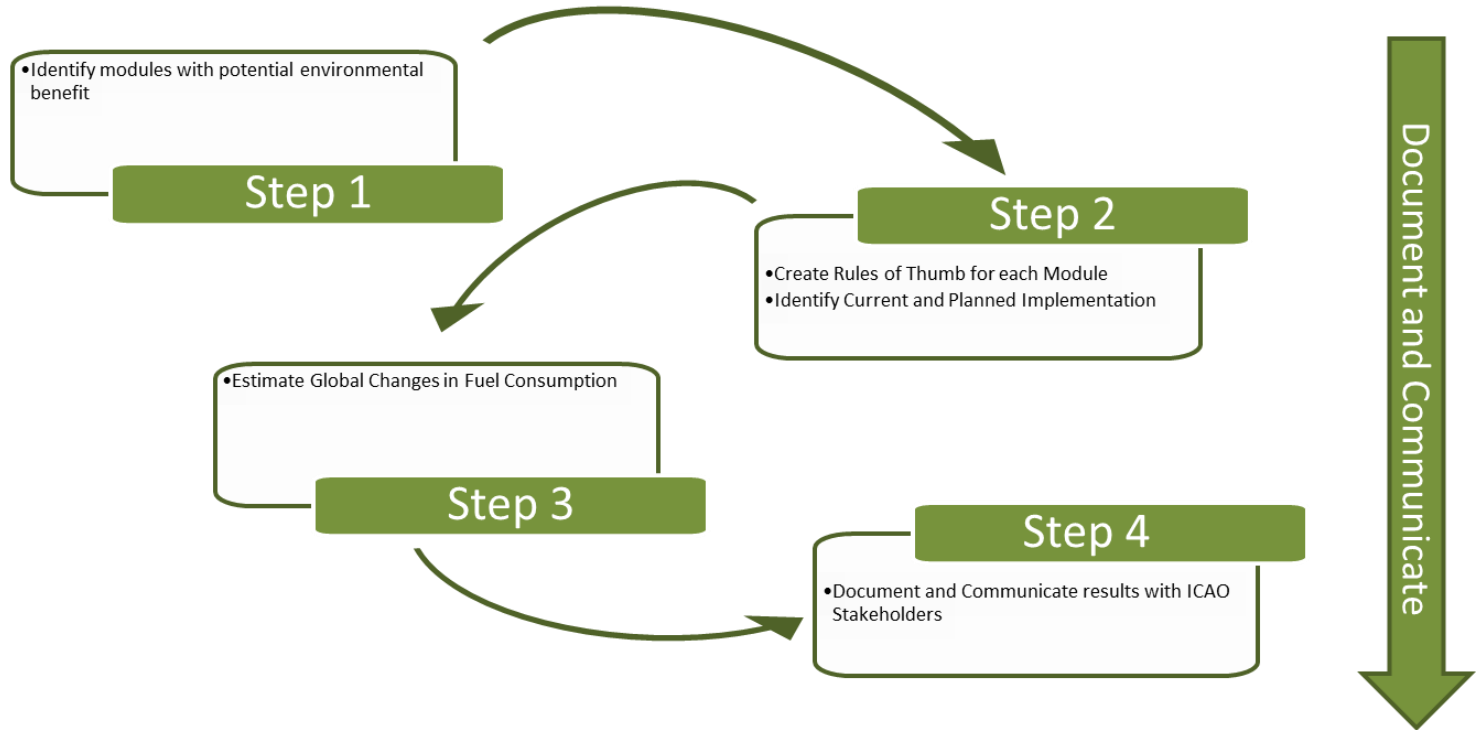 •Identify modules with potential environmental
benefit
Step 1
Step 2
•Create Rules of Thumb for each Module
•Identify Current and Planned Implementation
•Estimate Global Changes in Fuel Consumption
Step 3
Step 4
•Document and Communicate results with ICAO
Stakeholders
Document and Communicate